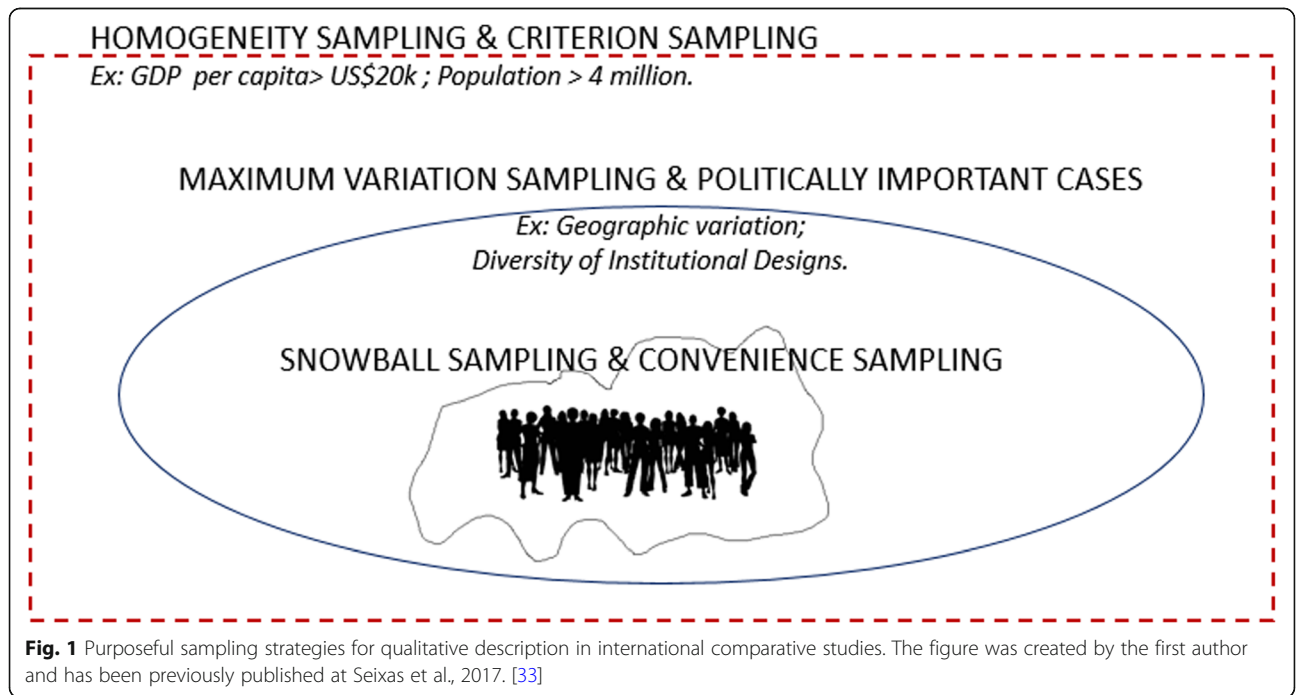 HOMOGENEITY SAMPLING & CRITERION SAMPLING
Ex: GDP per capita> US$20k ; Population > 4 million.
MAXIMUM VARIATION SAMPLING & POLITICALLY IMPORTANT CASES
Ex: Geographic variation;
Diversity of Institutional Designs.
SNOWBALL SAMPLING & CONVENIENCE SAMPLING
Fig. 1 Purposeful sampling strategies for qualitative description in international comparative studies. The figure was created by the first author
and has been previously published at Seixas et al., 2017. [33]